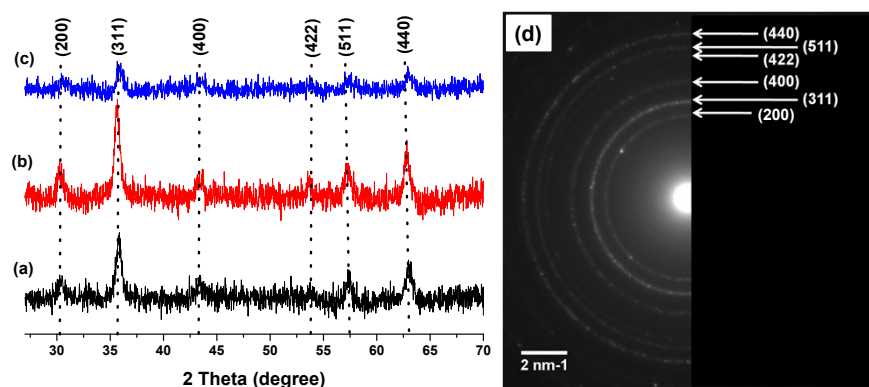 (200)
(311)
(400)
(422)
(511)
(440)
(c)
(b)
(a)
30 35 40 45 50 55 60 65 70
2 Theta (degree)
(d)
(440)
(511)
(422)
(400)
(311)
(200)
2 nm-1